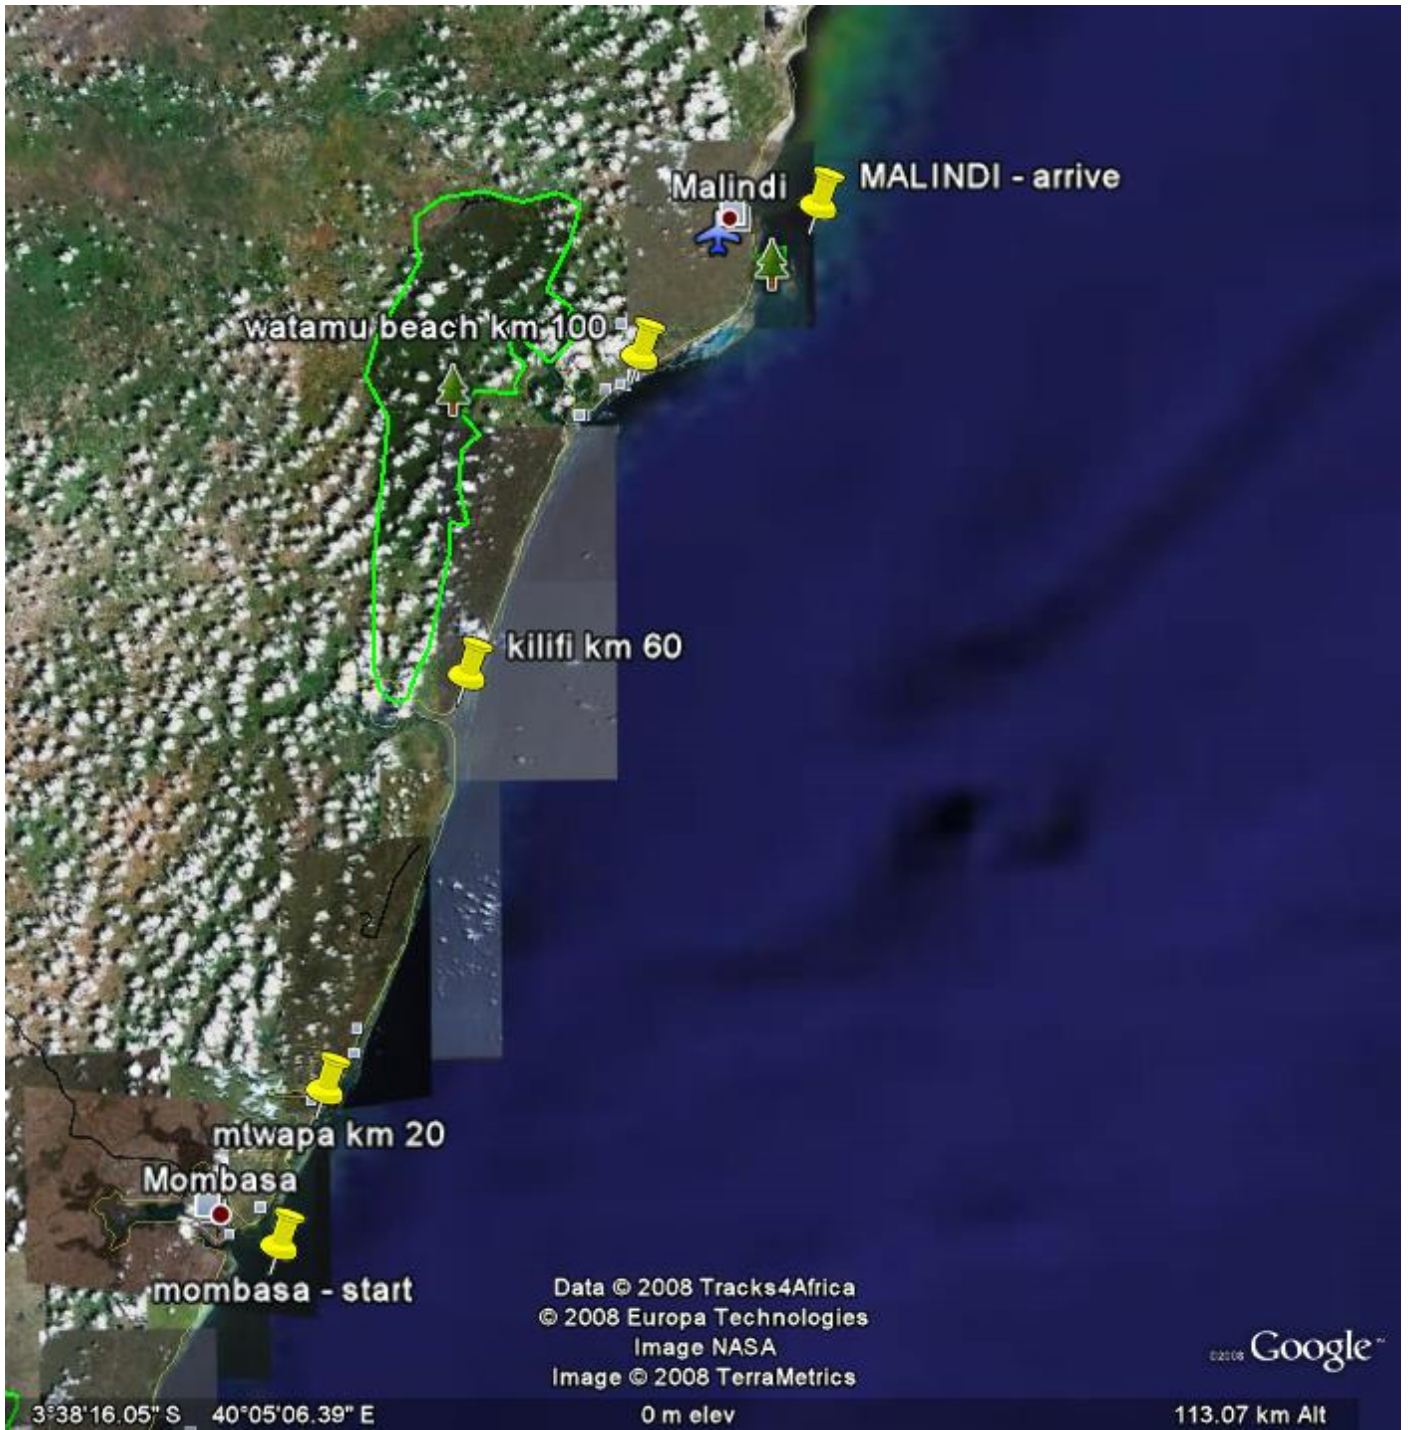 Malindi
MALINDI - arrive
watamu beach km 100
kilifi km 60
mtwapa km 20
Mombasa
mombasa - start
Data © 2008 Tracks4Africa
© 2008 Europa Technologies
Image NASA
Image © 2008 TerraMetrics
©2008 Google™
3°38'16.05" S 40°05'06.39" E 0 m elev 113.07 km Alt